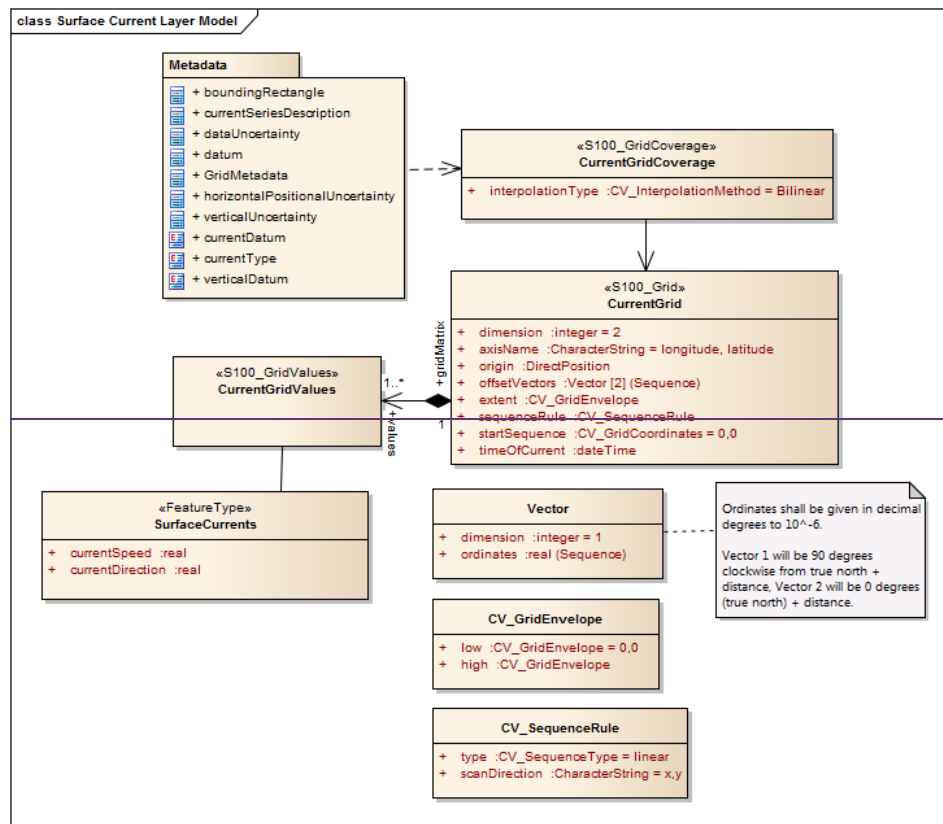 class Surface Current Layer Model
Metadata
+ boundingRectangle
+ currentSeriesDescription
+ dataUncertainty
+ datum
+ GridMetadata
+ horizontalPositionalUncertainty
+ verticalUncertainty
+ currentDatum
+ currentType
+ verticalDatum
«S100_GridCoverage»
CurrentGridCoverage
+ interpolationType :CV_InterpolationMethod = Bilinear
«S100_Grid»
CurrentGrid
+ dimension :integer = 2
+ axisName :CharacterString = longitude, latitude
+ origin :DirectPosition
+ offsetVectors :Vector [2] (Sequence)
+ extent :CV_GridEnvelope
+ sequenceRule :CV_SequenceRule
+ startSequence :CV_GridCoordinates = 0,0
+ timeOfCurrent :dateTime
+gridMatrix
1
1..*
+values
«S100_GridValues»
CurrentGridValues
«FeatureType»
SurfaceCurrents
+ currentSpeed :real
+ currentDirection :real
Vector
+ dimension :integer = 1
+ ordinates :real (Sequence)
Ordinates shall be given in decimal
degrees to 10^-6.
Vector 1 will be 90 degrees
clockwise from true north +
distance, Vector 2 will be 0 degrees
(true north) + distance.
CV_GridEnvelope
+ low :CV_GridEnvelope = 0,0
+ high :CV_GridEnvelope
CV_SequenceRule
+ type :CV_SequenceType = linear
+ scanDirection :CharacterString = x,y